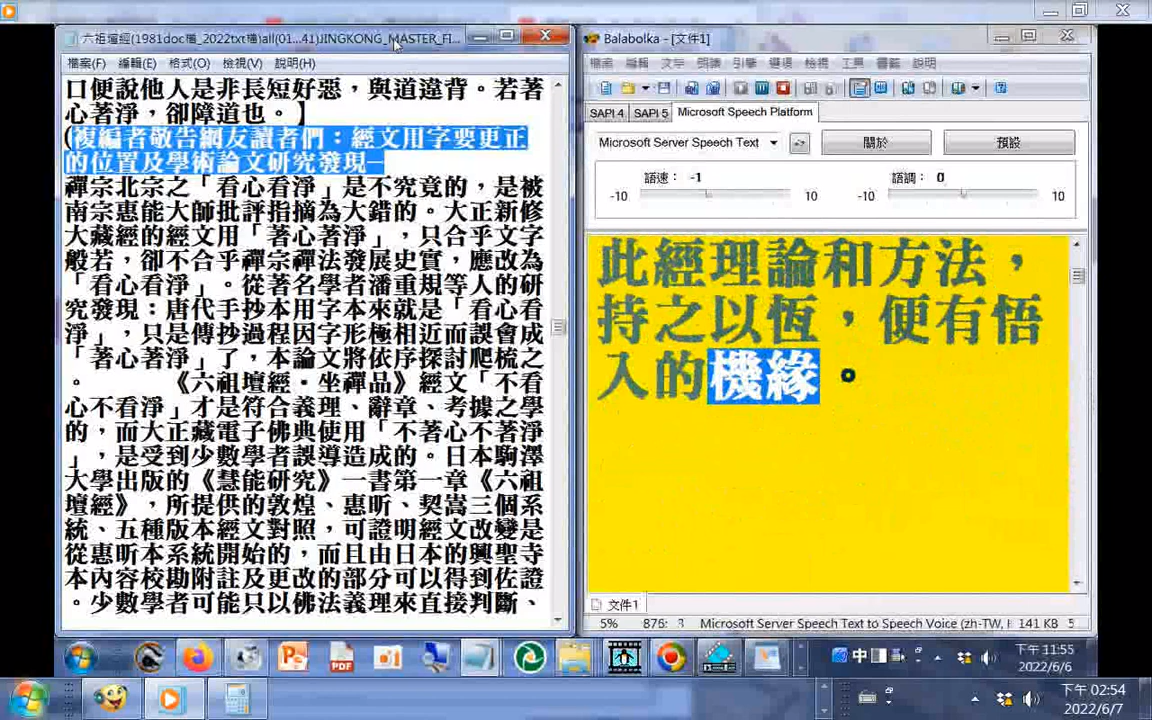 六祖壇經(1981doc檔_2022txt檔)all(01...41)JINGKONG_MASTER_FI...
檔案(F) 編輯(E) 格式(O) 檢視(V) 說明(H)
口便說他人是非長短好惡，與道違背。若著
心著淨，卻障道也。】
(複編者敬告網友讀者們：經文用字要更正
的位置及學術論文研究發現─
禪宗北宗之「看心看淨」是不究竟的，是被
南宗惠能大師批評指摘為大錯的。大正新修
大藏經的經文用「著心著淨」，只合乎文字
般若，卻不合乎禪宗禪法發展史實，應改為
「看心看淨」。從著名學者潘重規等人的研
究發現：唐代手抄本用字本來就是「看心看
淨」，只是傳抄過程因字形極相近而誤會成
「著心著淨」了，本論文將依序探討爬梳之
。　　　　《六祖壇經・坐禪品》經文「不看
心不看淨」才是符合義理、辭章、考據之學
的，而大正藏電子佛典使用「不著心不著淨
」，是受到少數學者誤導造成的。日本駒澤
大學出版的《慧能研究》一書第一章《六祖
壇經》，所提供的敦煌、惠昕、契嵩三個系
統、五種版本經文對照，可證明經文改變是
從惠昕本系統開始的，而且由日本的興聖寺
本內容校勘附註及更改的部分可以得到佐證
。少數學者可能只以佛法義理來直接判斷、
Balabolka - [文件1]
檔案 編輯 文字 朗讀 引擎 選項 檢視 工具 書籤 說明
SAPI 4 SAPI 5 Microsoft Speech Platform
Microsoft Server Speech Text 關於 預設
語速： -1 語調： 0
-10 10 -10 10
此經理論和方法，
持之以恆，便有悟
入的機緣。
文件1
5% 876: Microsoft Server Speech Text to Speech Voice (zh-TW, H 141 KB 5
中 下午 11:55
2022/6/6
下午 02:54
2022/6/7